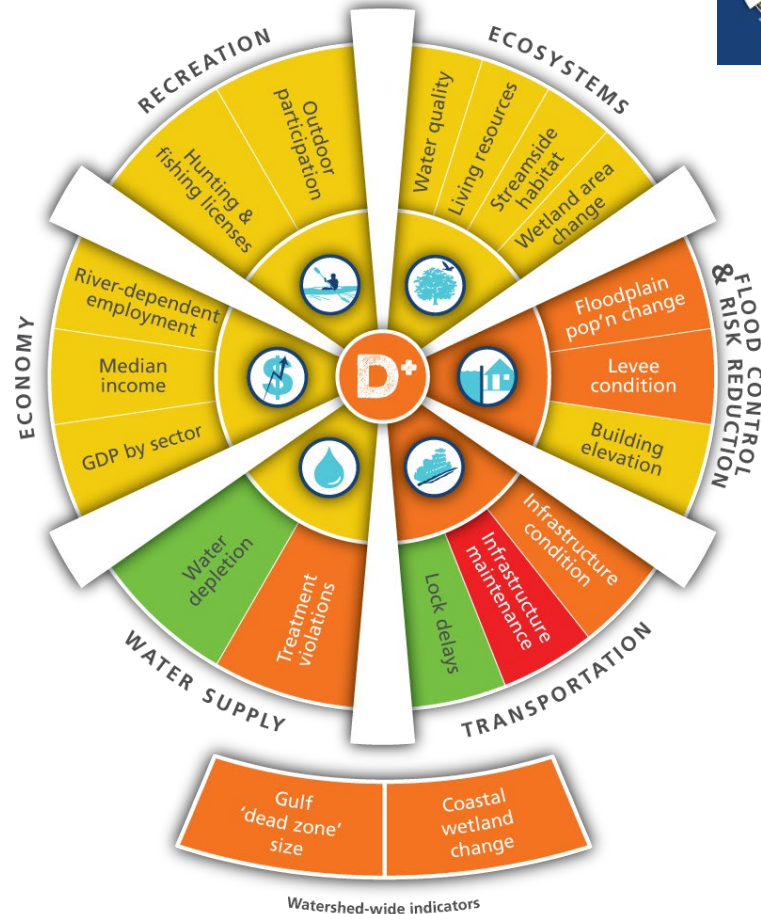 RECREATION
Outdoor
participation
Hunting &
fishing licenses
ECOSYSTEMS
Water quality
Living resources
Streamside
habitat
Wetland area
change
FLOOD CONTROL
& RISK REDUCTION
Floodplain
pop'n change
Levee
condition
Building
elevation
ECONOMY
River-dependent
employment
Median
income
GDP by sector
$
D+
WATER SUPPLY
Water
depletion
Treatment
violations
TRANSPORTATION
Infrastructure
condition
Infrastructure
maintenance
Lock delays
Gulf
'dead zone'
size
Coastal
wetland
change
Watershed-wide indicators